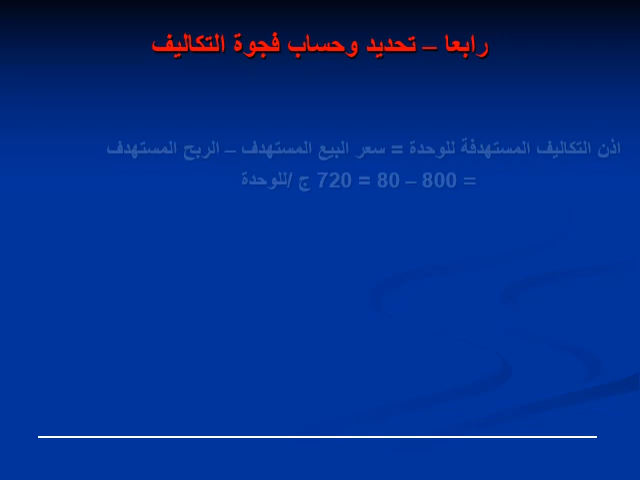 رابعا – تحديد وحساب فجوة التكاليف
اذن التكاليف المستهدفة للوحدة = سعر البيع المستهدف – الربح المستهدف
= 800 – 80 = 720 ج /للوحدة